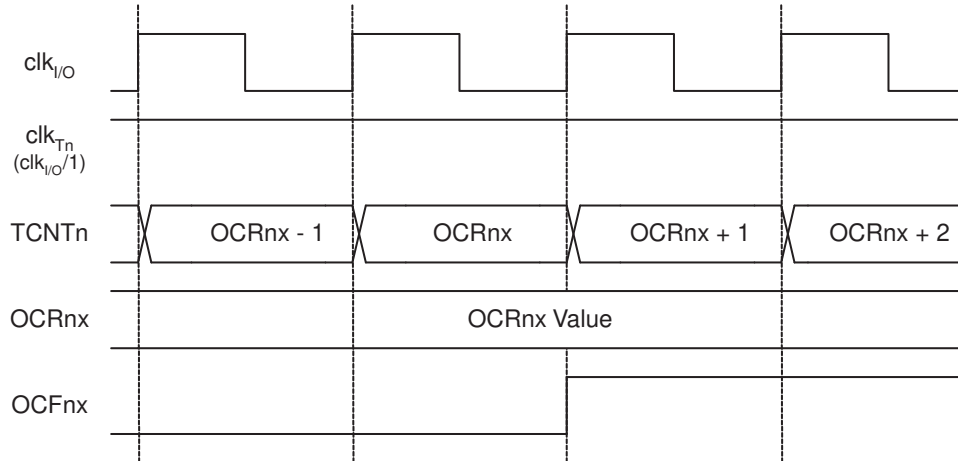 clkI/O
clkTn
(clkI/O/1)
TCNTn OCRnx - 1 OCRnx OCRnx + 1 OCRnx + 2
OCRnx OCRnx Value
OCFnx